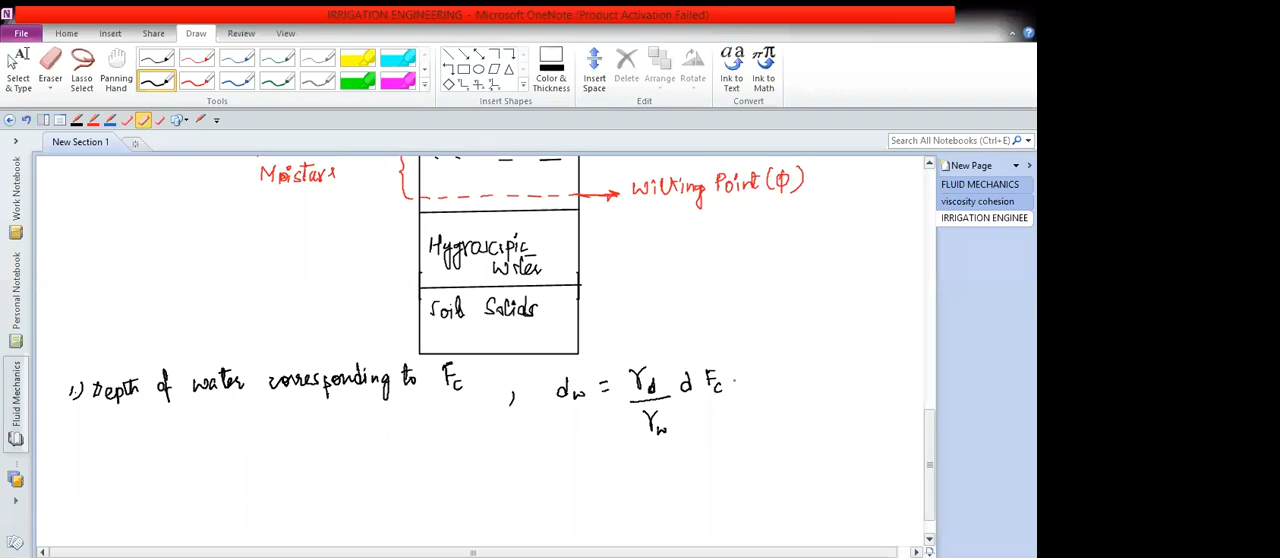 IRRIGATION ENGINEERING - Microsoft OneNote (Product Activation Failed)
File Home Insert Share Draw Review View
Select & Type Eraser Lasso Select Panning Hand Color & Thickness Insert Space Delete Arrange Rotate Ink to Text Ink to Math
Tools Insert Shapes Edit Convert
New Section 1 Search All Notebooks (Ctrl+E)
New Page
FLUID MECHANICS
viscosity cohesion
IRRIGATION ENGINEE
Work Notebook
Personal Notebook
Fluid Mechanics
Moisture
Wilting Point (Φ)
Hygroscopic
water
Soil Solids
1.) Depth of water corresponding to Fc , dw = γd/γw d Fc.